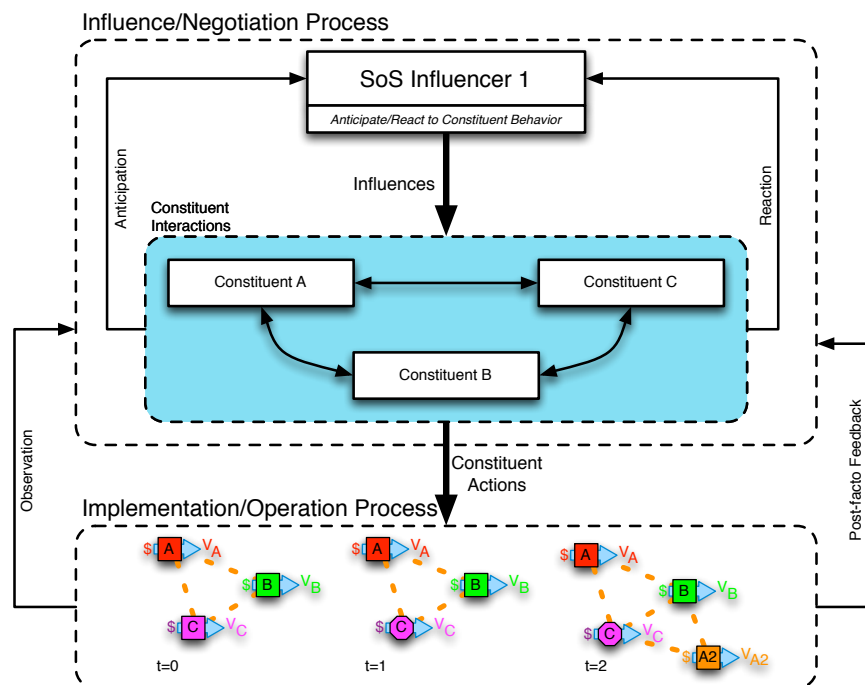 Influence/Negotiation Process
SoS Influencer 1
Anticipate/React to Constituent Behavior
Anticipation
Influences
Reaction
Constituent
Interactions
Constituent A
Constituent C
Constituent B
Observation
Constituent
Actions
Post-facto Feedback
Implementation/Operation Process
$ A VA
$ B VB
$ C VC
t=0
$ A VA
$ B VB
$ C VC
t=1
$ A VA
$ B VB
$ C VC
$ A2 VA2
t=2